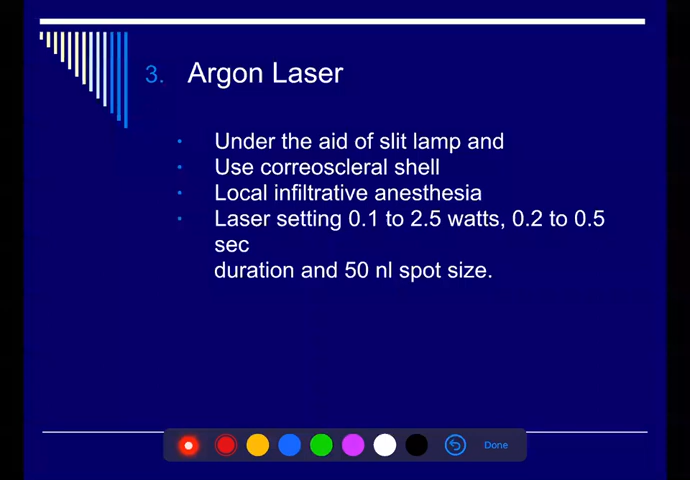 3. Argon Laser
· Under the aid of slit lamp and
· Use correoscleral shell
· Local infiltrative anesthesia
· Laser setting 0.1 to 2.5 watts, 0.2 to 0.5
sec
duration and 50 nl spot size.
Done